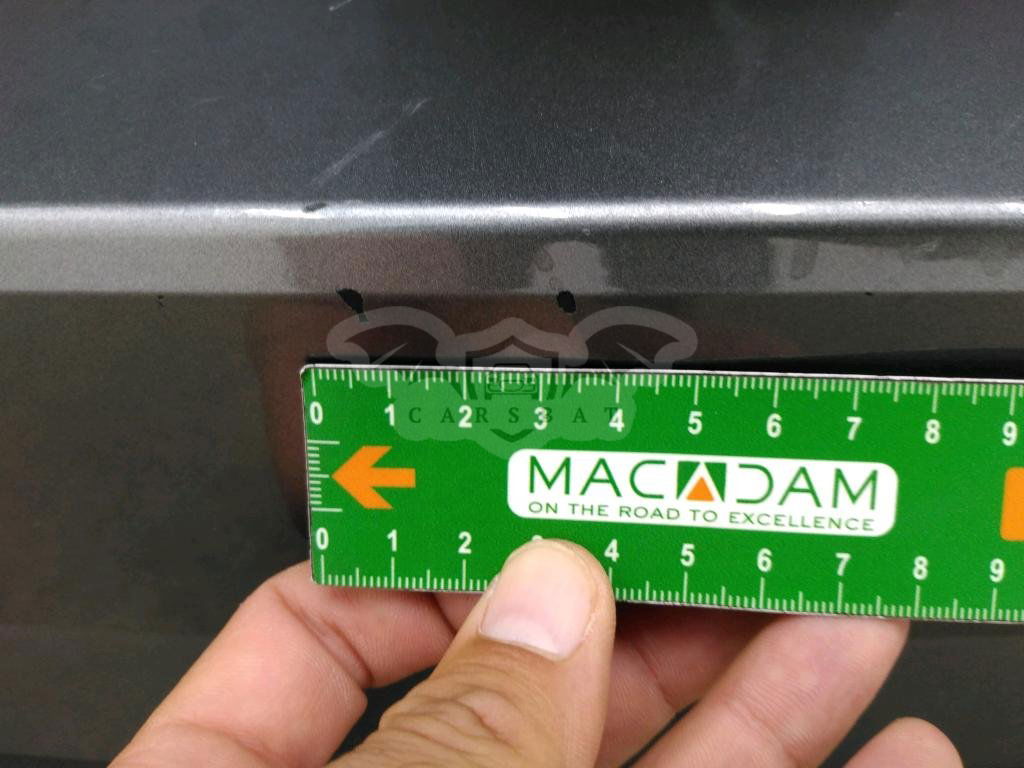 0 1 2 3 4 5 6 7 8 9
CARSBAT
MACADAM
ON THE ROAD TO EXCELLENCE
0 1 2 4 5 6 7 8 9